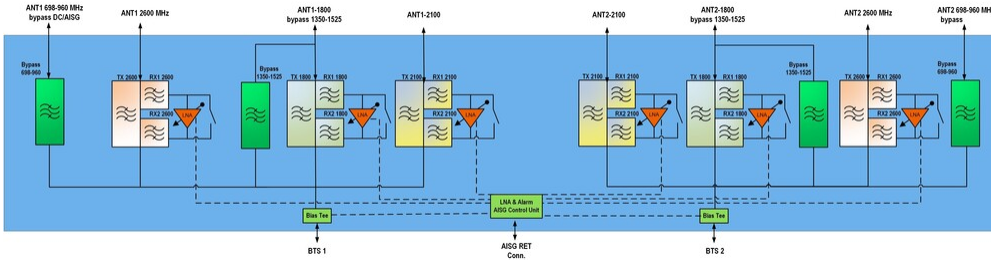 ANT1 698-960 MHz
bypass DC/AISG
ANT1 2600 MHz
ANT1-1800
bypass 1350-1525
ANT1-2100
ANT2-2100
ANT2-1800
bypass 1350-1525
ANT2 2600 MHz
ANT2 698-960 MH
bypass
Bypass
698-960
TX 2600
RX1 2600
RX2 2600
LNA
Bypass
1350-1525
TX 1800
RX1 1800
RX2 1800
LNA
TX 2100
RX1 2100
RX2 2100
LNA
TX 2100
RX1 2100
RX2 2100
LNA
TX 1800
RX1 1800
RX2 1800
LNA
Bypass
1350-1525
TX 2600
RX1 2600
RX2 2600
LNA
Bypass
698-960
Bias Tee
LNA & Alarm
AISG Control Unit
Bias Tee
BTS 1
AISG RET
Conn.
BTS 2